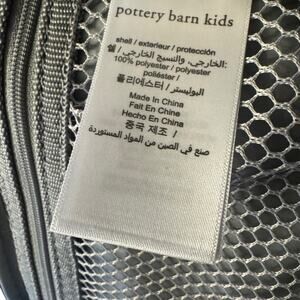 pottery barn kids
shell / exterieur / protección
الخارجي، والنسيج الخارجي: / 쉘
100% polyester / polyester
poliéster /
البوليستر / 폴리에스터
Made In China
Fait En Chine
Hecho En China
중국 제조 /
صنع في الصين من المواد المستوردة